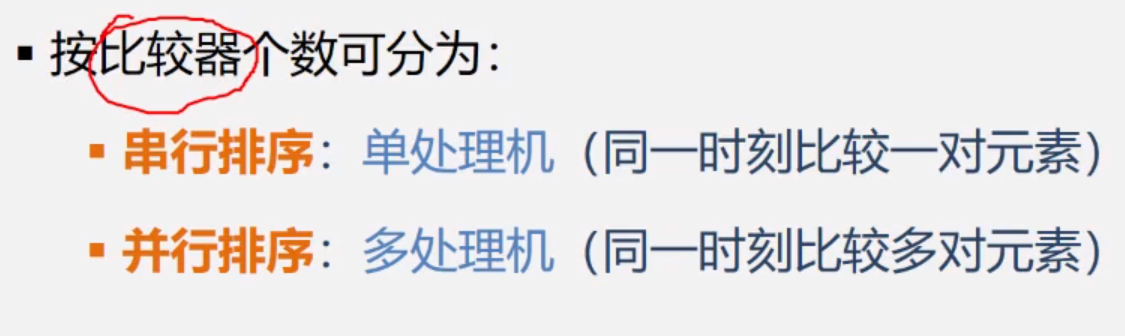 ▪ 按比较器个数可分为：
▪ 串行排序：单处理机（同一时刻比较一对元素）
▪ 并行排序：多处理机（同一时刻比较多对元素）